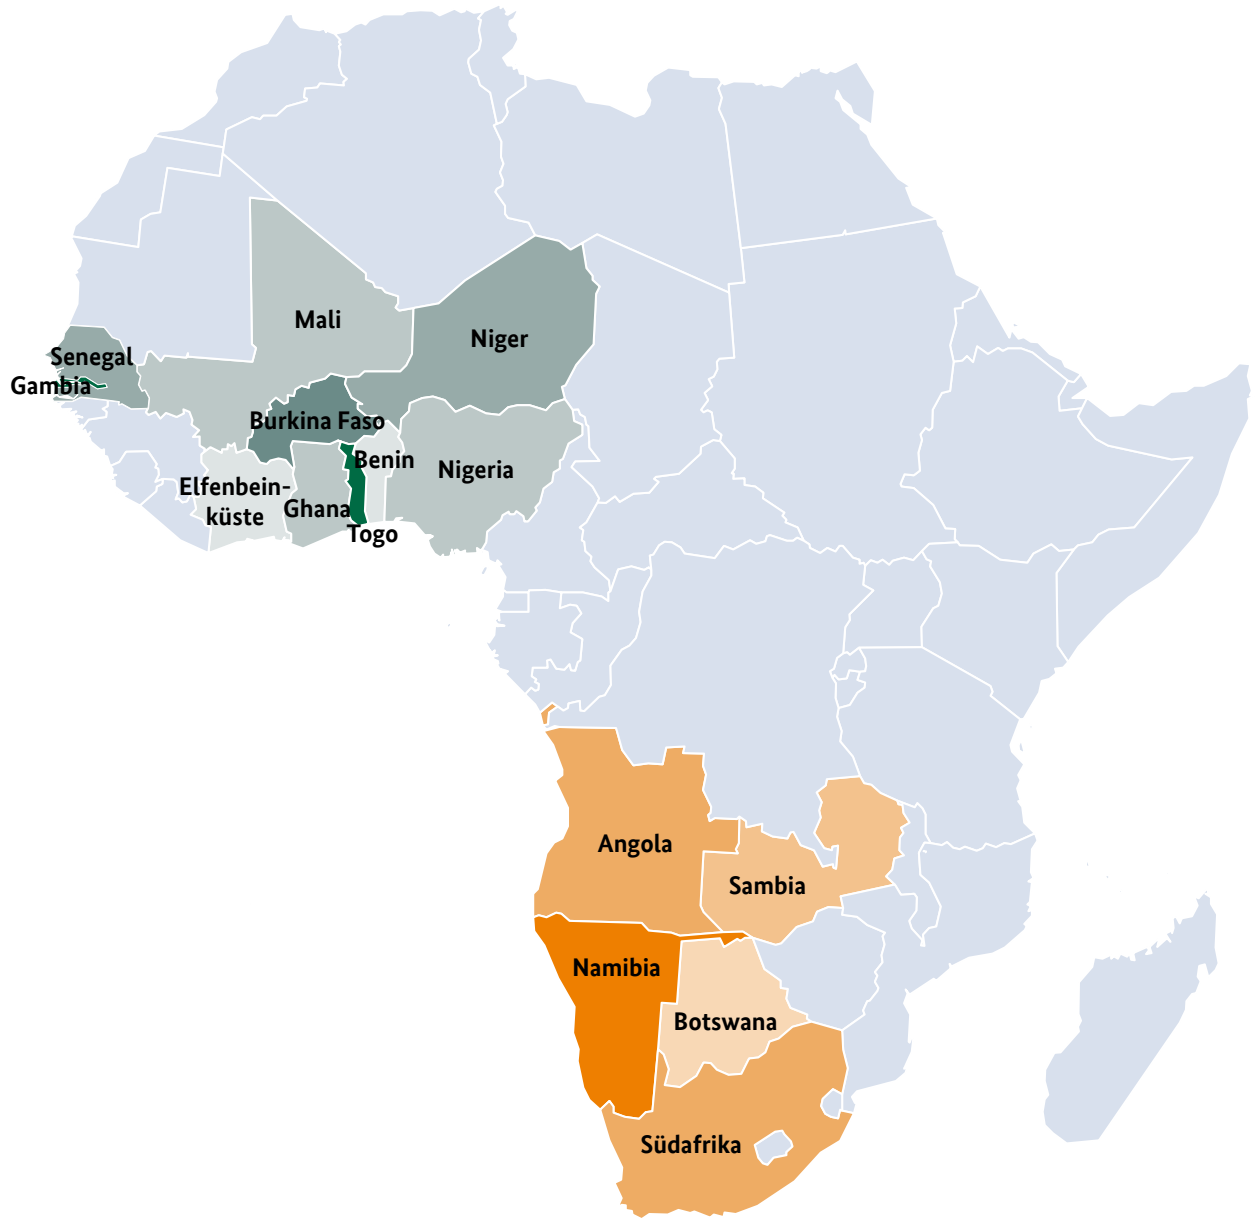 Mali
Niger
Senegal
Gambia
Burkina Faso
Benin
Nigeria
Elfenbein-
küste
Ghana
Togo
Angola
Sambia
Namibia
Botswana
Südafrika